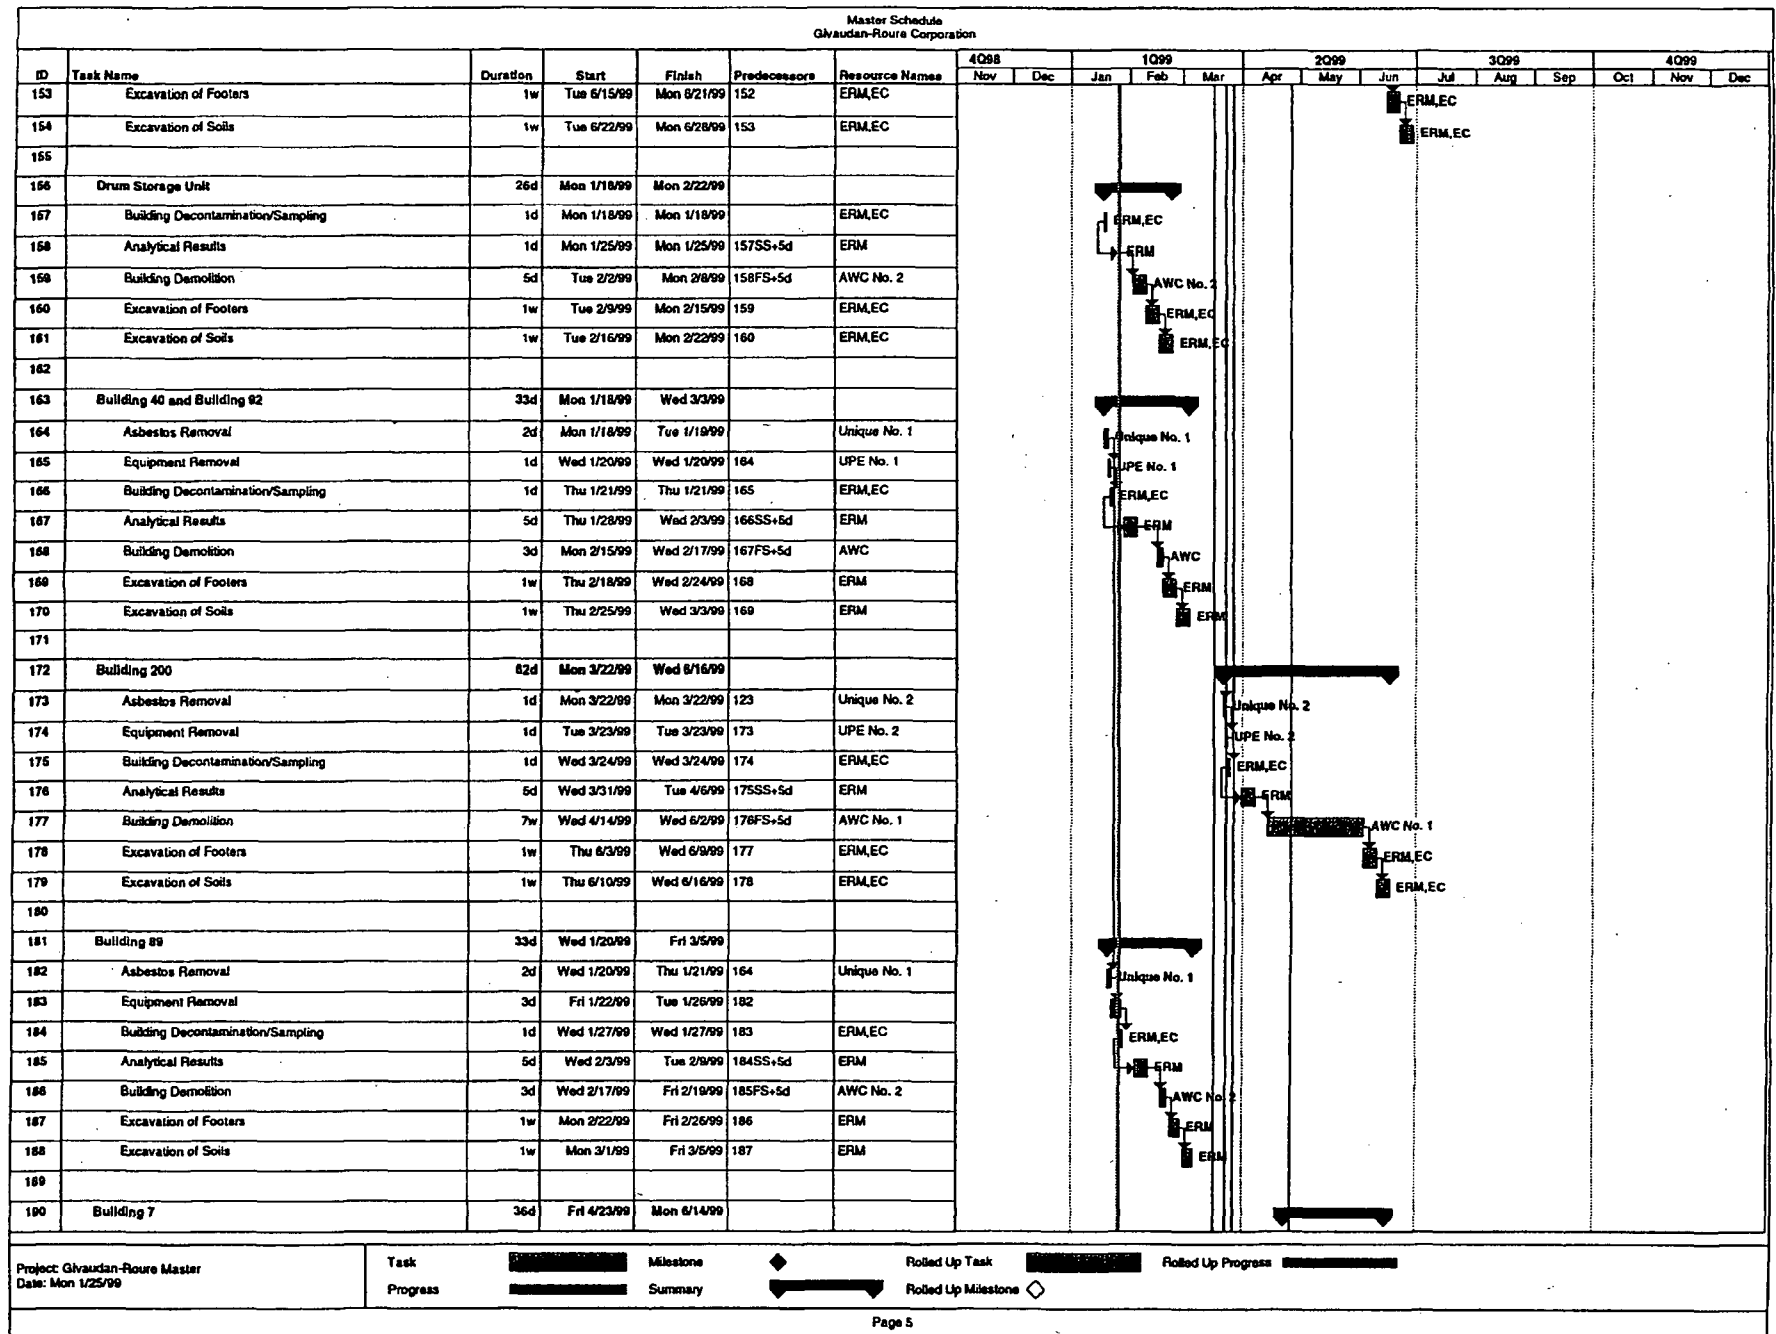 Master Schedule
Givaudan-Roure Corporation
4Q98 1Q99 2Q99 3Q99 4Q99
ID Task Name Duration Start Finish Predecessors Resource Names Nov Dec Jan Feb Mar Apr May Jun Jul Aug Sep Oct Nov Dec
153 Excavation of Footers 1w Tue 6/15/99 Mon 6/21/99 152 ERM,EC ERM,EC
154 Excavation of Soils 1w Tue 6/22/99 Mon 6/28/99 153 ERM,EC ERM,EC
155
156 Drum Storage Unit 26d Mon 1/18/99 Mon 2/22/99
157 Building Decontamination/Sampling 1d Mon 1/18/99 Mon 1/18/99 ERM,EC ERM,EC
158 Analytical Results 1d Mon 1/25/99 Mon 1/25/99 157SS+5d ERM ERM
159 Building Demolition 5d Tue 2/2/99 Mon 2/8/99 158FS+5d AWC No. 2 AWC No. 2
160 Excavation of Footers 1w Tue 2/9/99 Mon 2/15/99 159 ERM,EC ERM,EC
161 Excavation of Soils 1w Tue 2/16/99 Mon 2/22/99 160 ERM,EC ERM,EC
162
163 Building 40 and Building 92 33d Mon 1/18/99 Wed 3/3/99
164 Asbestos Removal 2d Mon 1/18/99 Tue 1/19/99 Unique No. 1 Unique No. 1
165 Equipment Removal 1d Wed 1/20/99 Wed 1/20/99 164 UPE No. 1 UPE No. 1
166 Building Decontamination/Sampling 1d Thu 1/21/99 Thu 1/21/99 165 ERM,EC ERM,EC
167 Analytical Results 5d Thu 1/28/99 Wed 2/3/99 166SS+5d ERM ERM
168 Building Demolition 3d Mon 2/15/99 Wed 2/17/99 167FS+5d AWC AWC
169 Excavation of Footers 1w Thu 2/18/99 Wed 2/24/99 168 ERM ERM
170 Excavation of Soils 1w Thu 2/25/99 Wed 3/3/99 169 ERM ERM
171
172 Building 200 62d Mon 3/22/99 Wed 6/16/99
173 Asbestos Removal 1d Mon 3/22/99 Mon 3/22/99 123 Unique No. 2 Unique No. 2
174 Equipment Removal 1d Tue 3/23/99 Tue 3/23/99 173 UPE No. 2 UPE No. 2
175 Building Decontamination/Sampling 1d Wed 3/24/99 Wed 3/24/99 174 ERM,EC ERM,EC
176 Analytical Results 5d Wed 3/31/99 Tue 4/6/99 175SS+5d ERM ERM
177 Building Demolition 7w Wed 4/14/99 Wed 6/2/99 176FS+5d AWC No. 1 AWC No. 1
178 Excavation of Footers 1w Thu 6/3/99 Wed 6/9/99 177 ERM,EC ERM,EC
179 Excavation of Soils 1w Thu 6/10/99 Wed 6/16/99 178 ERM,EC ERM,EC
180
181 Building 89 33d Wed 1/20/99 Fri 3/5/99
182 Asbestos Removal 2d Wed 1/20/99 Thu 1/21/99 164 Unique No. 1 Unique No. 1
183 Equipment Removal 3d Fri 1/22/99 Tue 1/26/99 182
184 Building Decontamination/Sampling 1d Wed 1/27/99 Wed 1/27/99 183 ERM,EC ERM,EC
185 Analytical Results 5d Wed 2/3/99 Tue 2/9/99 184SS+5d ERM ERM
186 Building Demolition 3d Wed 2/17/99 Fri 2/19/99 185FS+5d AWC No. 2 AWC No. 2
187 Excavation of Footers 1w Mon 2/22/99 Fri 2/26/99 186 ERM ERM
188 Excavation of Soils 1w Mon 3/1/99 Fri 3/5/99 187 ERM ERM
189
190 Building 7 36d Fri 4/23/99 Mon 6/14/99
Project: Givaudan-Roure Master
Date: Mon 1/25/99
Task Milestone Rolled Up Task Rolled Up Progress
Progress Summary Rolled Up Milestone
Page 5